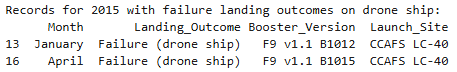 Records for 2015 with failure landing outcomes on drone ship:
Month Landing_Outcome Booster_Version Launch_Site
13 January Failure (drone ship) F9 v1.1 B1012 CCAFS LC-40
16 April Failure (drone ship) F9 v1.1 B1015 CCAFS LC-40